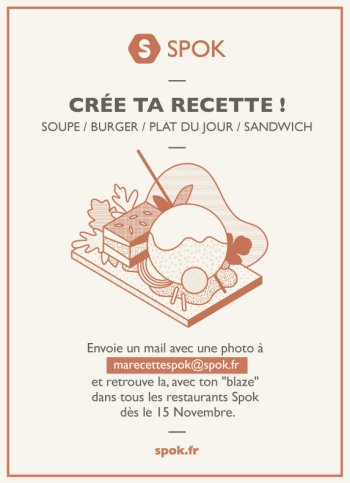 S SPOK
CRÉE TA RECETTE !
SOUPE / BURGER / PLAT DU JOUR / SANDWICH
Envoie un mail avec une photo à
marecettespok@spok.fr
et retrouve la, avec ton "blaze"
dans tous les restaurants Spok
dès le 15 Novembre.
spok.fr